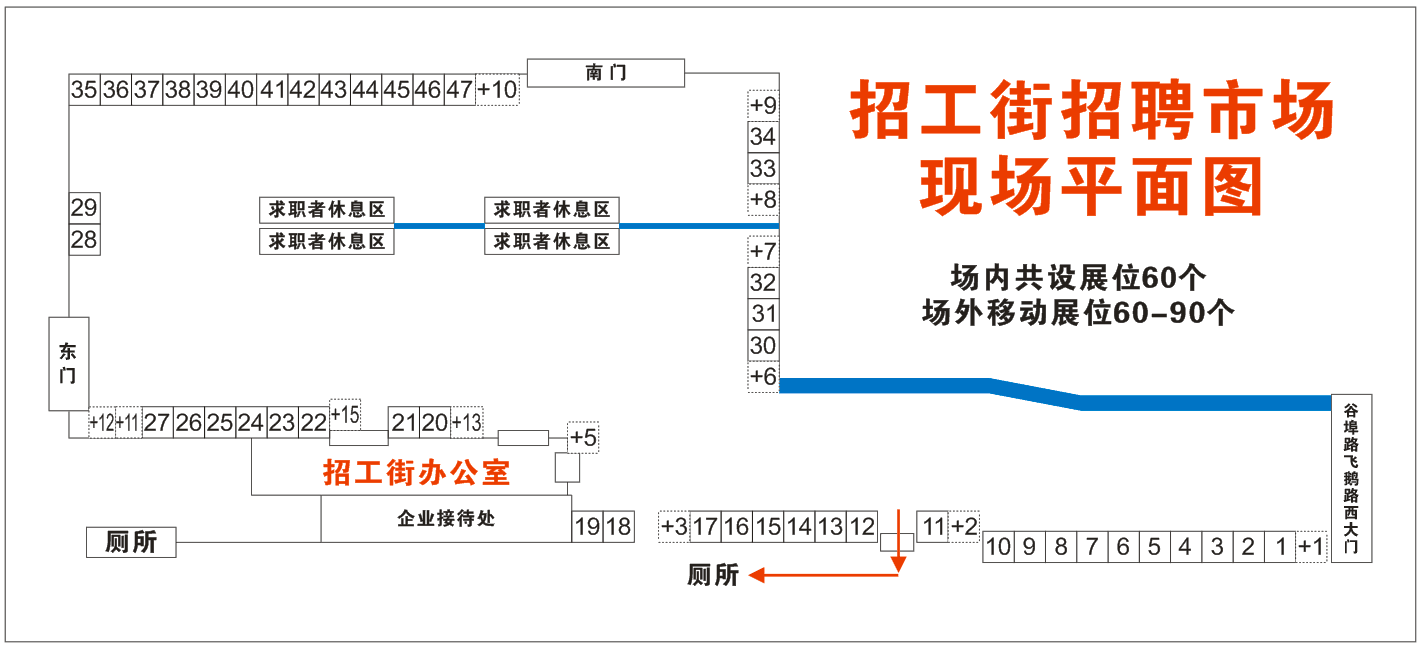 招工街招聘市场
现场平面图
场内共设展位60个
场外移动展位60-90个
南门
35 36 37 38 39 40 41 42 43 44 45 46 47 +10
+9
34
33
+8
29
28
求职者休息区 求职者休息区
求职者休息区 求职者休息区
+7
32
31
30
+6
东门
+12 +11 27 26 25 24 23 22 +15 21 20 +13
+5
招工街办公室
企业接待处
厕所
19 18 +3 17 16 15 14 13 12 11 +2
10 9 8 7 6 5 4 3 2 1 +1
厕所
谷埠路飞鹅路西大门